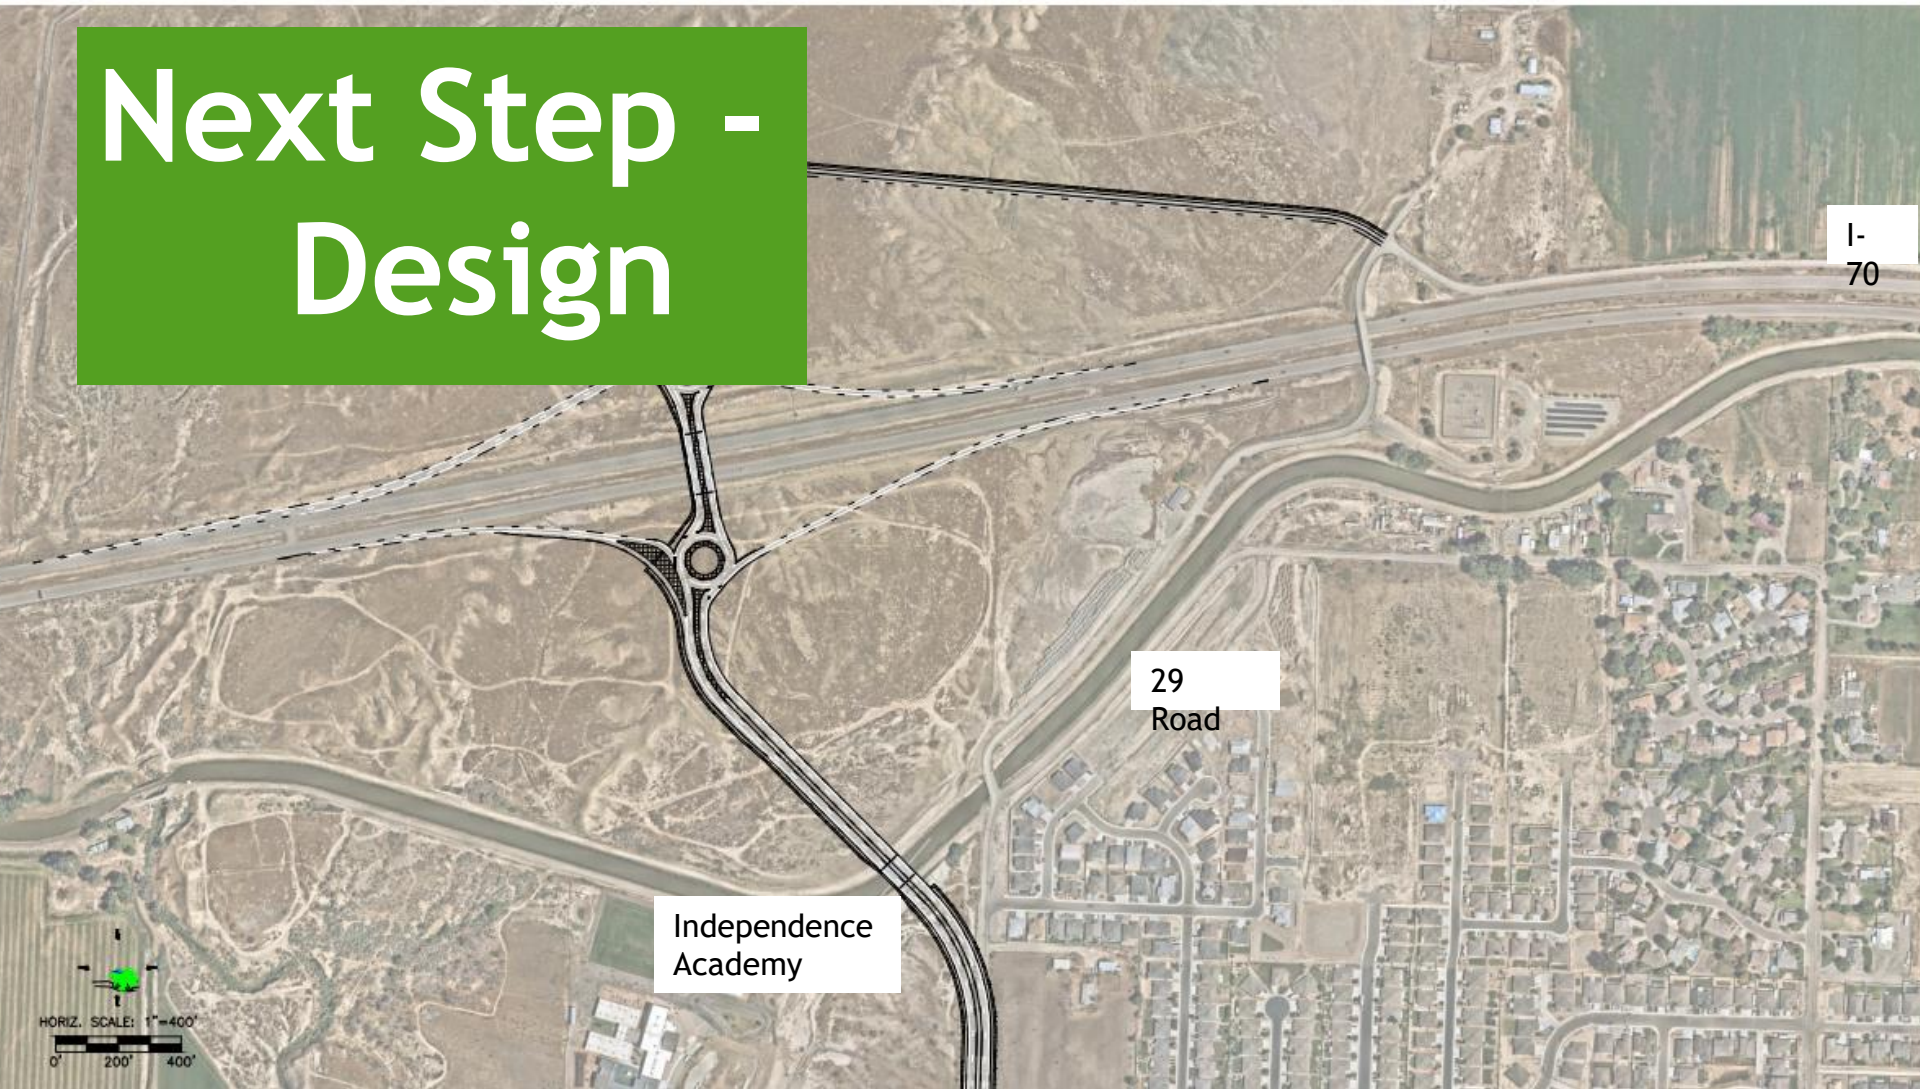 Next Step -
Design
I-
70
29
Road
Independence
Academy
HORIZ. SCALE: 1"=400'
0' 200' 400'